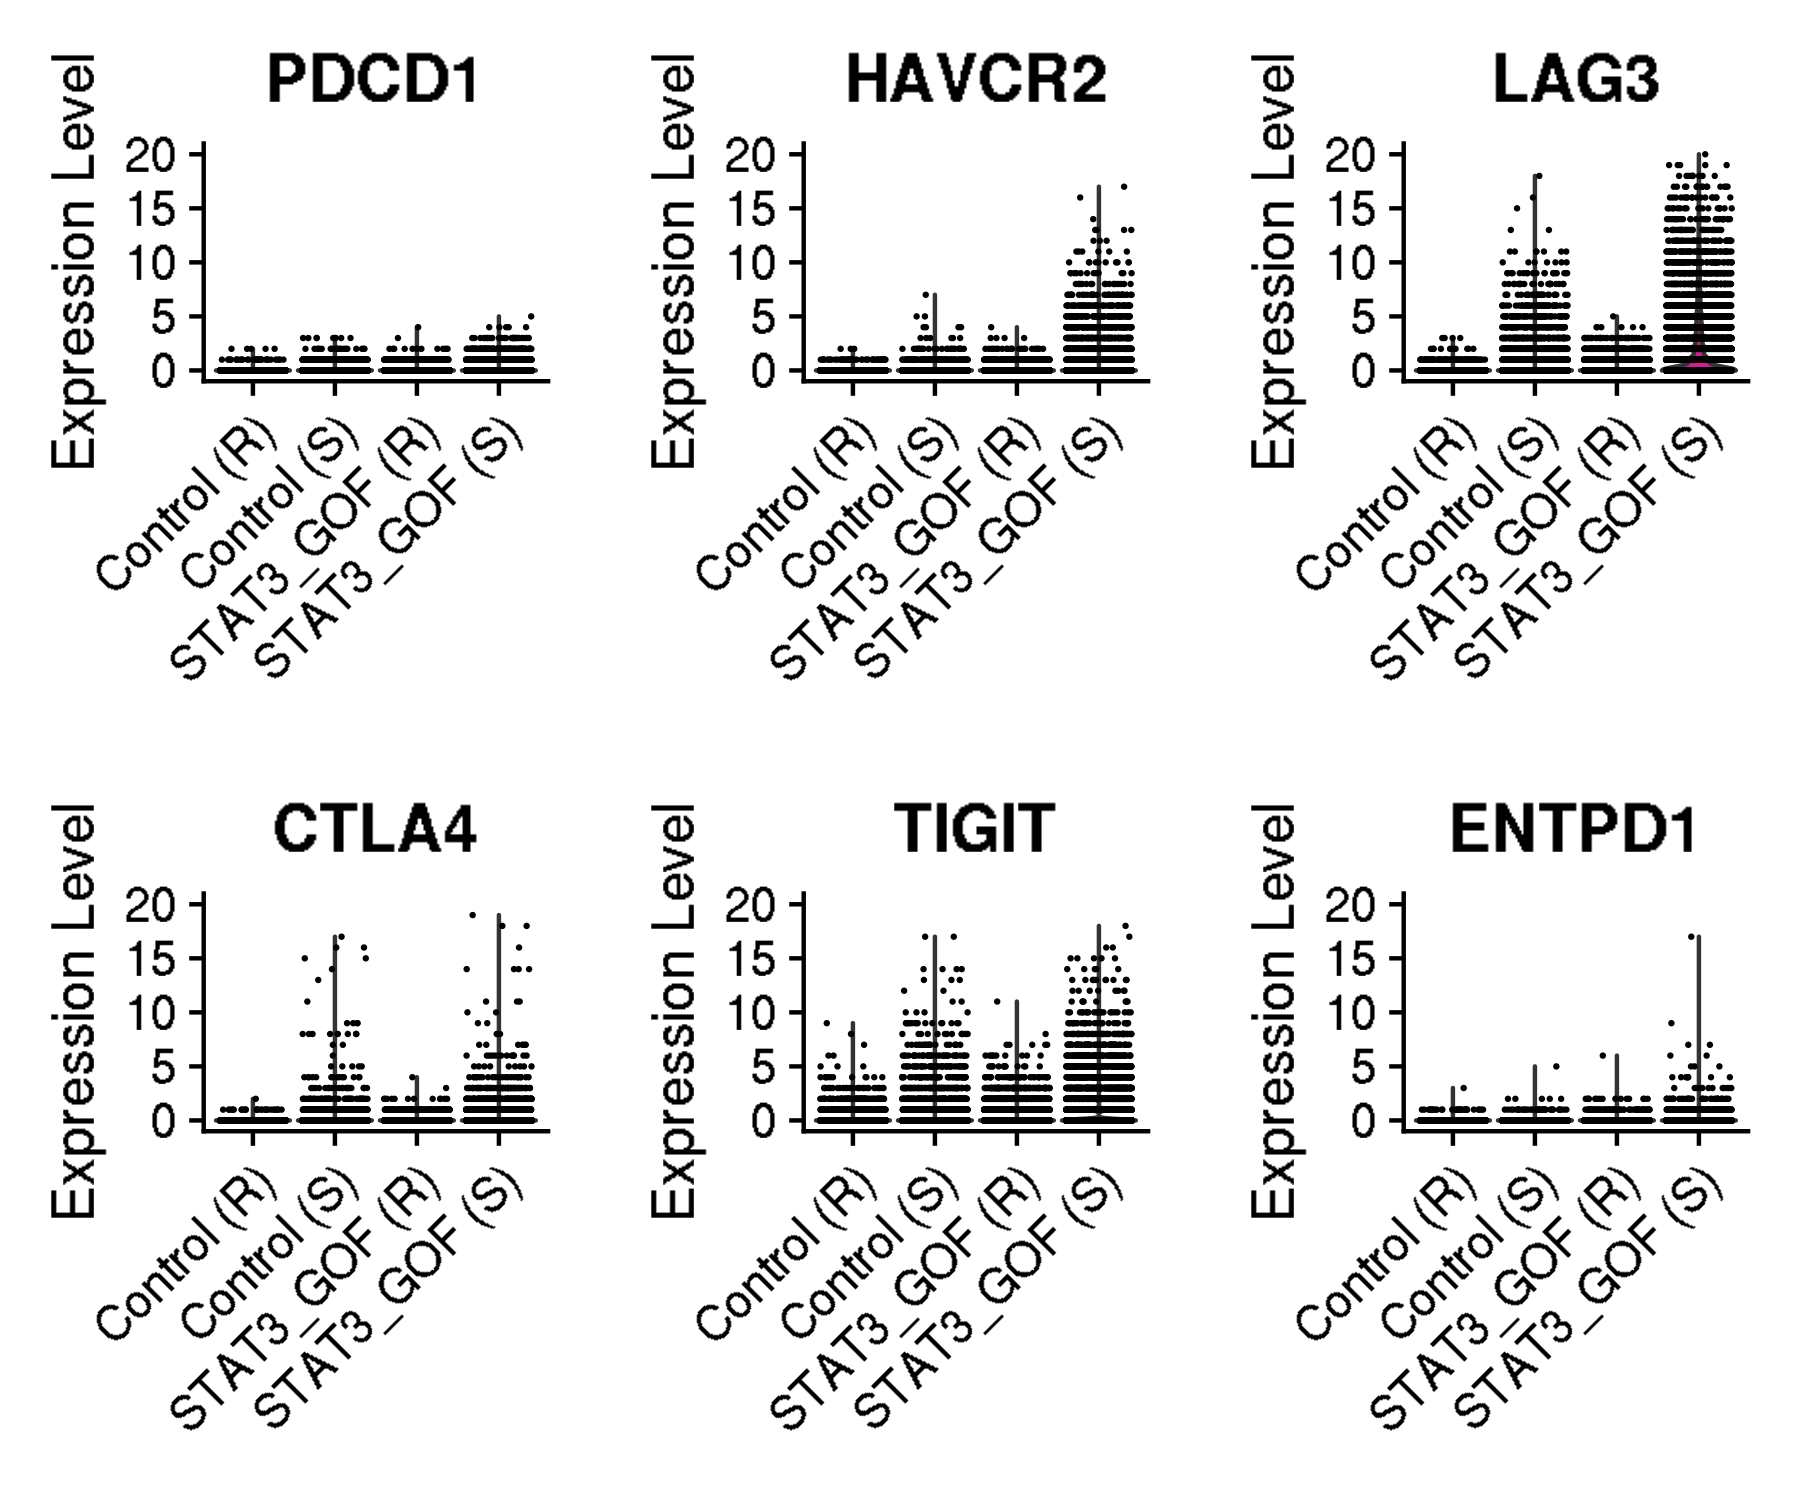 PDCD1
Expression Level
20
15
10
5
0
Control (R)
Control (S)
STAT3_GOF (R)
STAT3_GOF (S)
HAVCR2
Expression Level
20
15
10
5
0
Control (R)
Control (S)
STAT3_GOF (R)
STAT3_GOF (S)
LAG3
Expression Level
20
15
10
5
0
Control (R)
Control (S)
STAT3_GOF (R)
STAT3_GOF (S)
CTLA4
Expression Level
20
15
10
5
0
Control (R)
Control (S)
STAT3_GOF (R)
STAT3_GOF (S)
TIGIT
Expression Level
20
15
10
5
0
Control (R)
Control (S)
STAT3_GOF (R)
STAT3_GOF (S)
ENTPD1
Expression Level
20
15
10
5
0
Control (R)
Control (S)
STAT3_GOF (R)
STAT3_GOF (S)